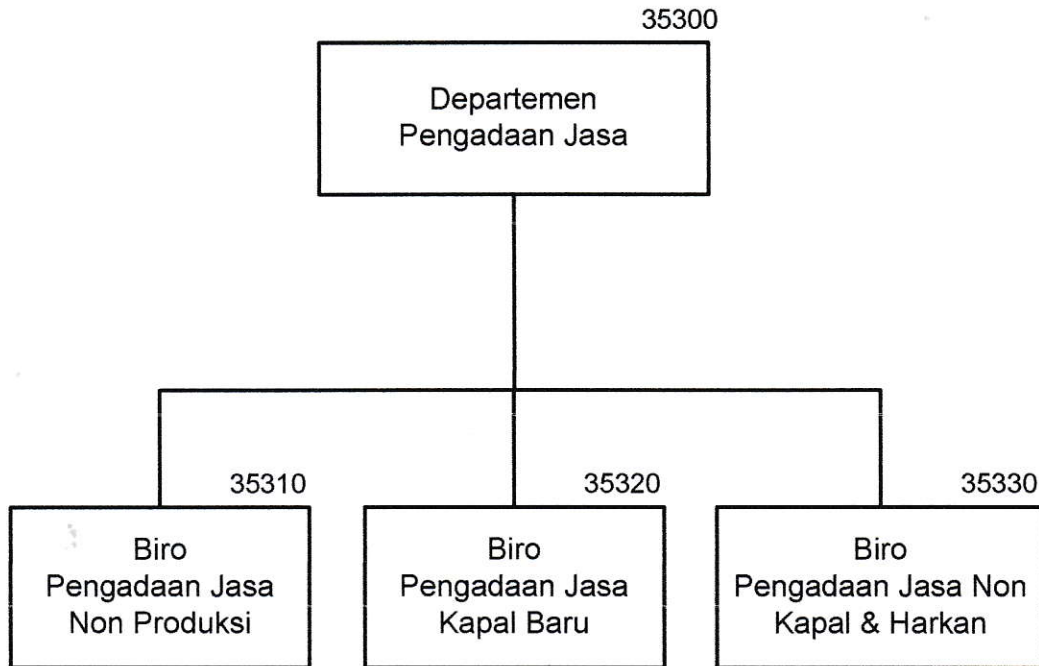 35300
Departemen
Pengadaan Jasa
35310
Biro
Pengadaan Jasa
Non Produksi
35320
Biro
Pengadaan Jasa
Kapal Baru
35330
Biro
Pengadaan Jasa Non
Kapal & Harkan